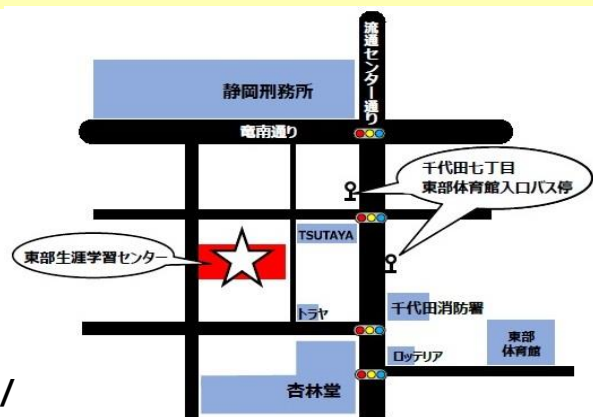 流通センター通り
静岡刑務所
竜南通り
千代田七丁目
東部体育館入口バス停
TSUTAYA
東部生涯学習センター
トラヤ
千代田消防署
東部
体育館
ロッテリア
杏林堂
/